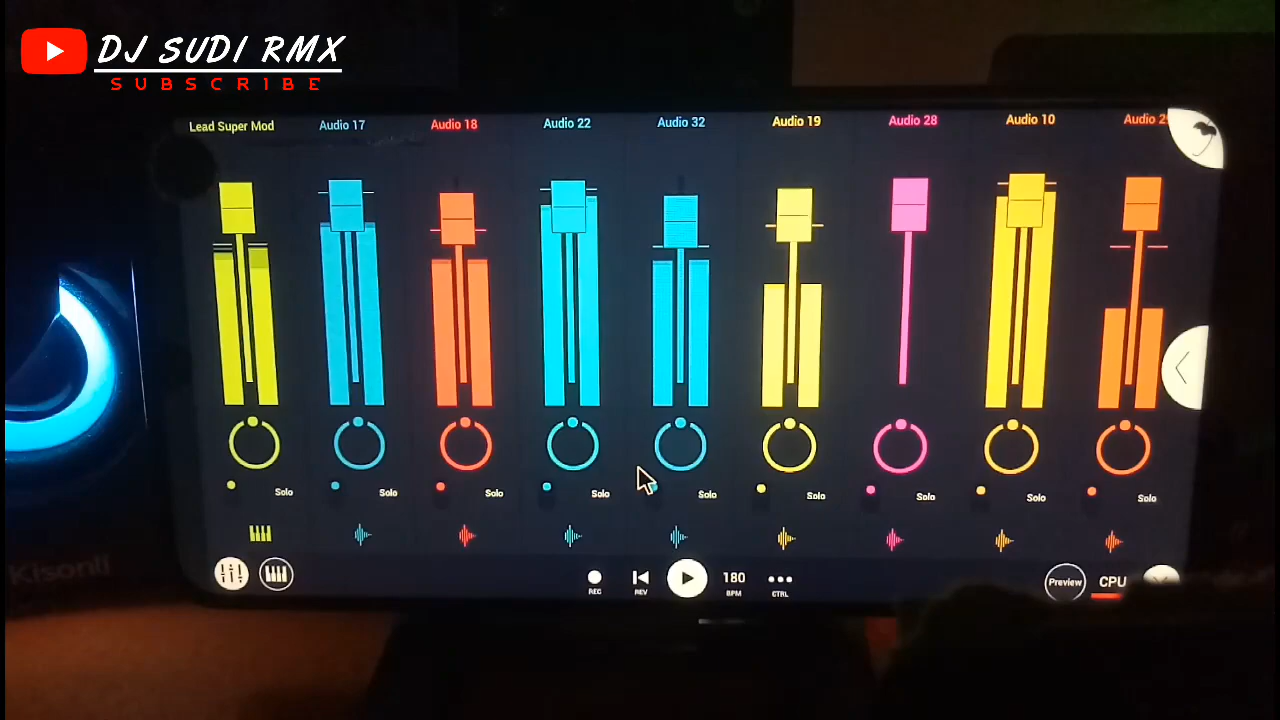 DJ SUDI RMX
SUBSCRIBE
Lead Super Mod
Audio 17
Audio 18
Audio 22
Audio 32
Audio 19
Audio 28
Audio 10
Solo
Solo
Solo
Solo
Solo
Solo
Solo
Solo
Solo
Kisonli
REC
REV
180
BPM
CTRL
Preview
CPU